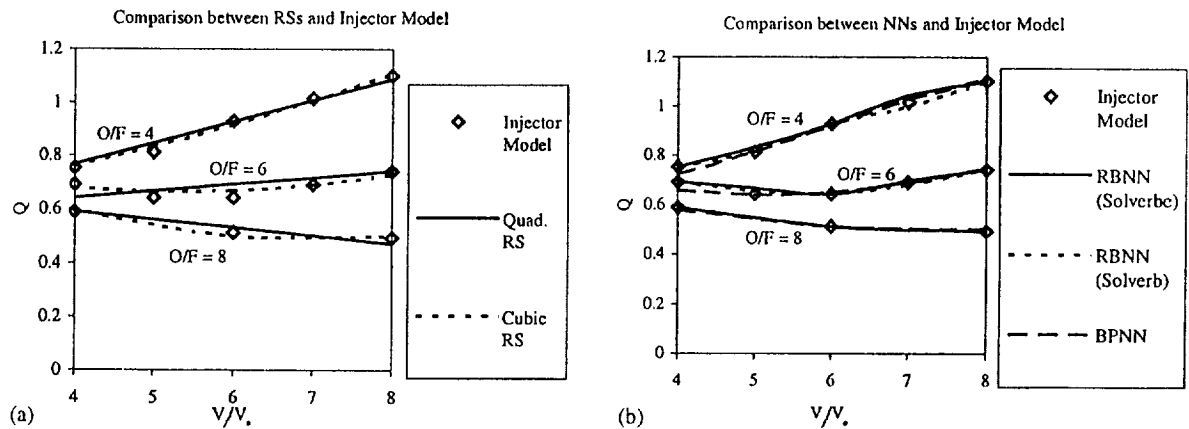 Comparison between RSs and Injector Model
1.2
1
0.8
0.6
0.4
0.2
0
Q
O/F = 4
O/F = 6
O/F = 8
4
5
6
7
8
V/V.
(a)
Injector
Model
Quad.
RS
Cubic
RS
Comparison between NNs and Injector Model
1.2
1
0.8
0.6
0.4
0.2
0
Q
O/F = 4
O/F = 6
O/F = 8
4
5
6
7
8
V/V.
(b)
Injector
Model
RBNN
(Solverbe)
RBNN
(Solverb)
BPNN